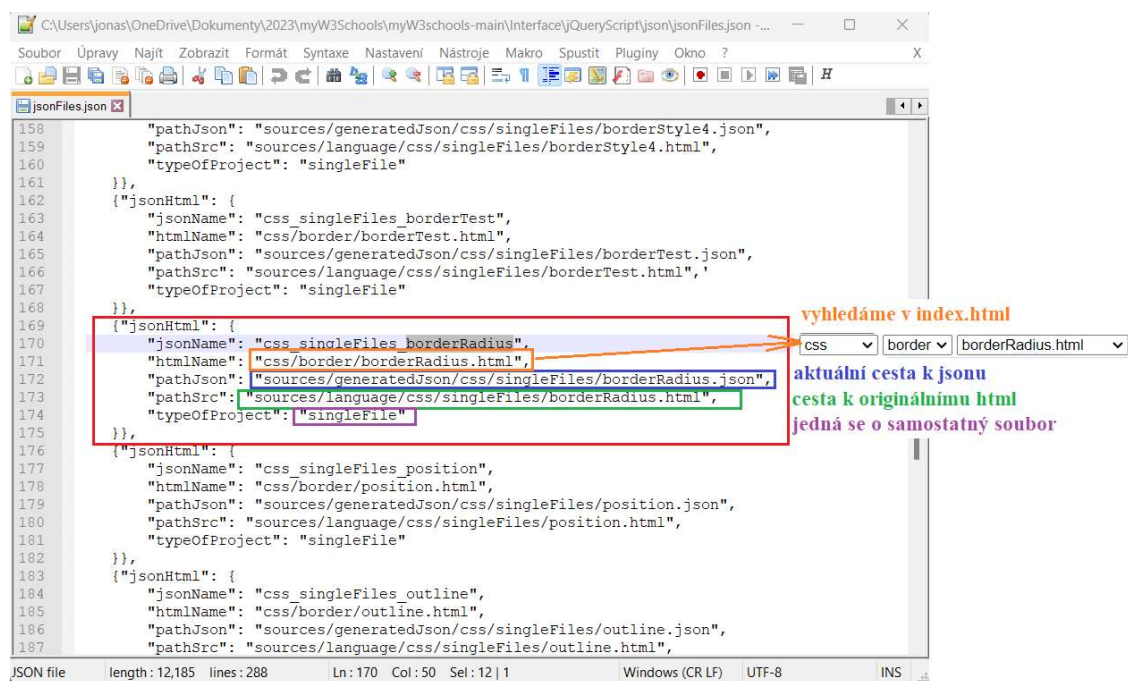 C:\Users\jonas\OneDrive\Dokumenty\2023\myW3Schools\myW3schools-main\Interface\jQueryScript\json\jsonFiles.json -...
Soubor Úpravy Najít Zobrazit Formát Syntaxe Nastavení Nástroje Makro Spustit Pluginy Okno ? X
jsonFiles.json
158 "pathJson": "sources/generatedJson/css/singleFiles/borderStyle4.json",
159 "pathSrc": "sources/language/css/singleFiles/borderStyle4.html",
160 "typeOfProject": "singleFile"
161 }},
162 {"jsonHtml": {
163 "jsonName": "css_singleFiles_borderTest",
164 "htmlName": "css/border/borderTest.html",
165 "pathJson": "sources/generatedJson/css/singleFiles/borderTest.json",
166 "pathSrc": "sources/language/css/singleFiles/borderTest.html",'
167 "typeOfProject": "singleFile"
168 }},
169 {"jsonHtml": {
170 "jsonName": "css_singleFiles_borderRadius",
171 "htmlName": "css/border/borderRadius.html",
172 "pathJson": "sources/generatedJson/css/singleFiles/borderRadius.json",
173 "pathSrc": "sources/language/css/singleFiles/borderRadius.html",
174 "typeOfProject": "singleFile"
175 }},
176 {"jsonHtml": {
177 "jsonName": "css_singleFiles_position",
178 "htmlName": "css/border/position.html",
179 "pathJson": "sources/generatedJson/css/singleFiles/position.json",
180 "pathSrc": "sources/language/css/singleFiles/position.html",
181 "typeOfProject": "singleFile"
182 }},
183 {"jsonHtml": {
184 "jsonName": "css_singleFiles_outline",
185 "htmlName": "css/border/outline.html",
186 "pathJson": "sources/generatedJson/css/singleFiles/outline.json",
187 "pathSrc": "sources/language/css/singleFiles/outline.html",
vyhledáme v index.html
css border borderRadius.html
aktuální cesta k jsonu
cesta k originálnímu html
jedná se o samostatný soubor
JSON file length : 12,185 lines : 288 Ln : 170 Col : 50 Sel : 12 | 1 Windows (CR LF) UTF-8 INS